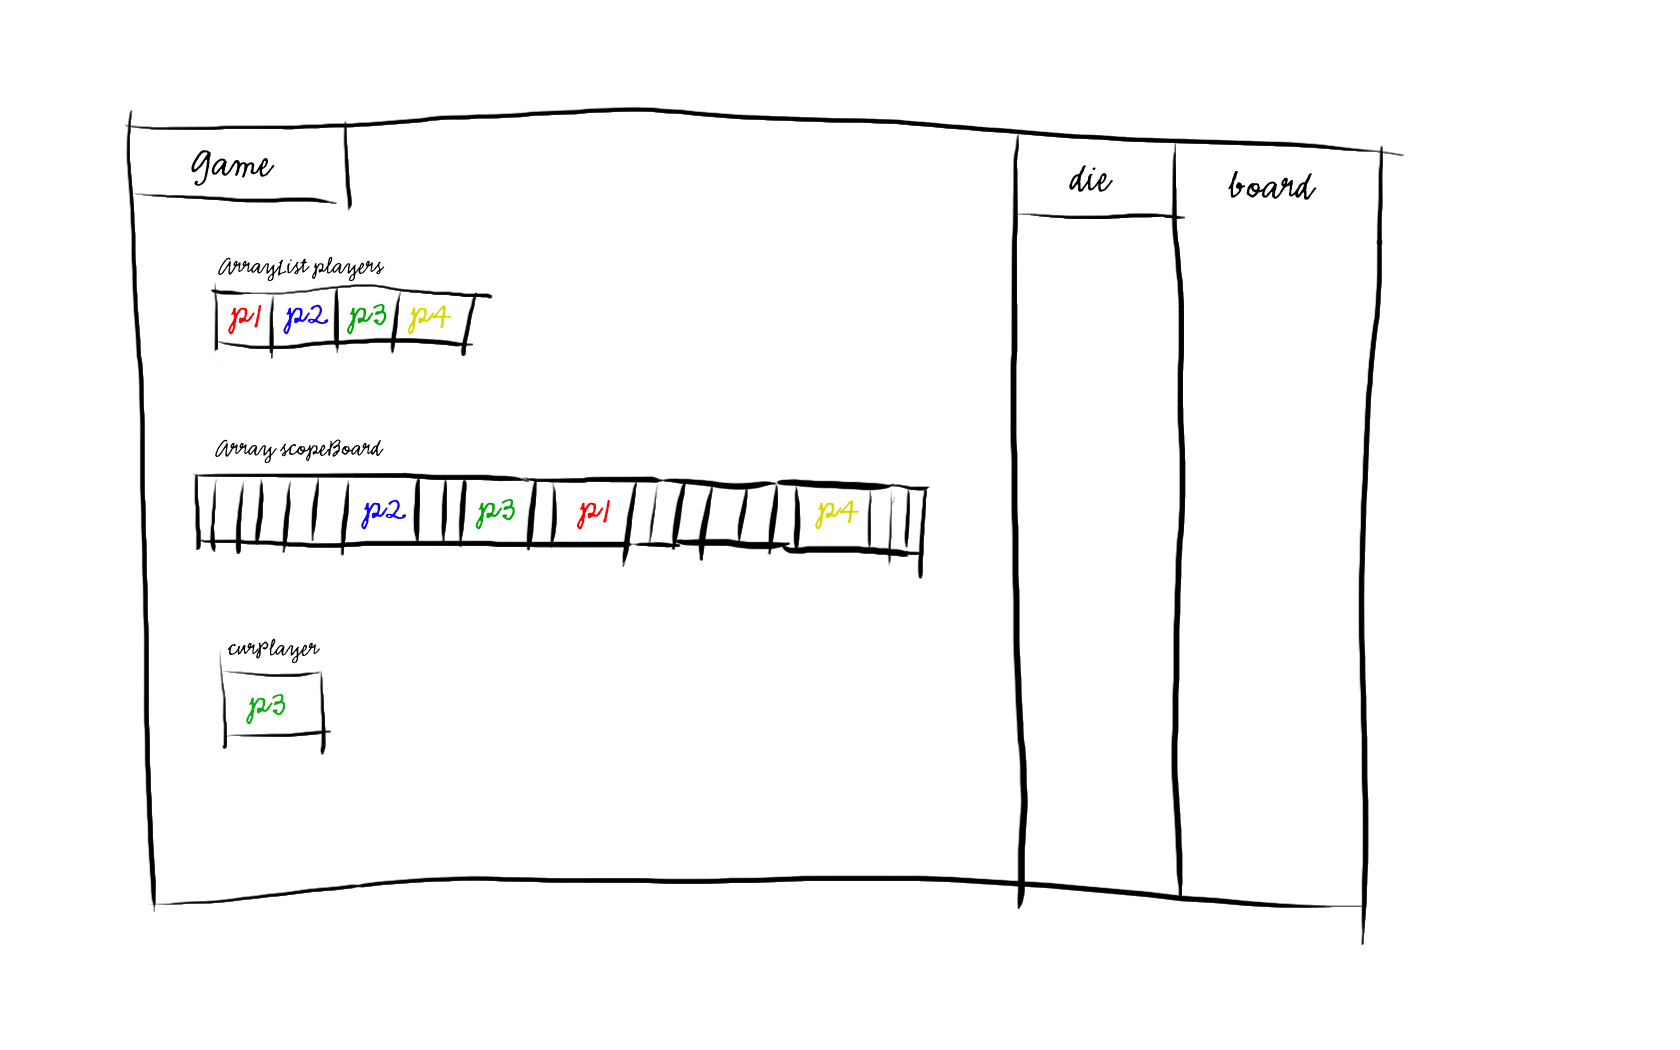 game
die
board
ArrayList players
p1 p2 p3 p4
Array scopeBoard
p2 p3 p1 p4
curPlayer
p3